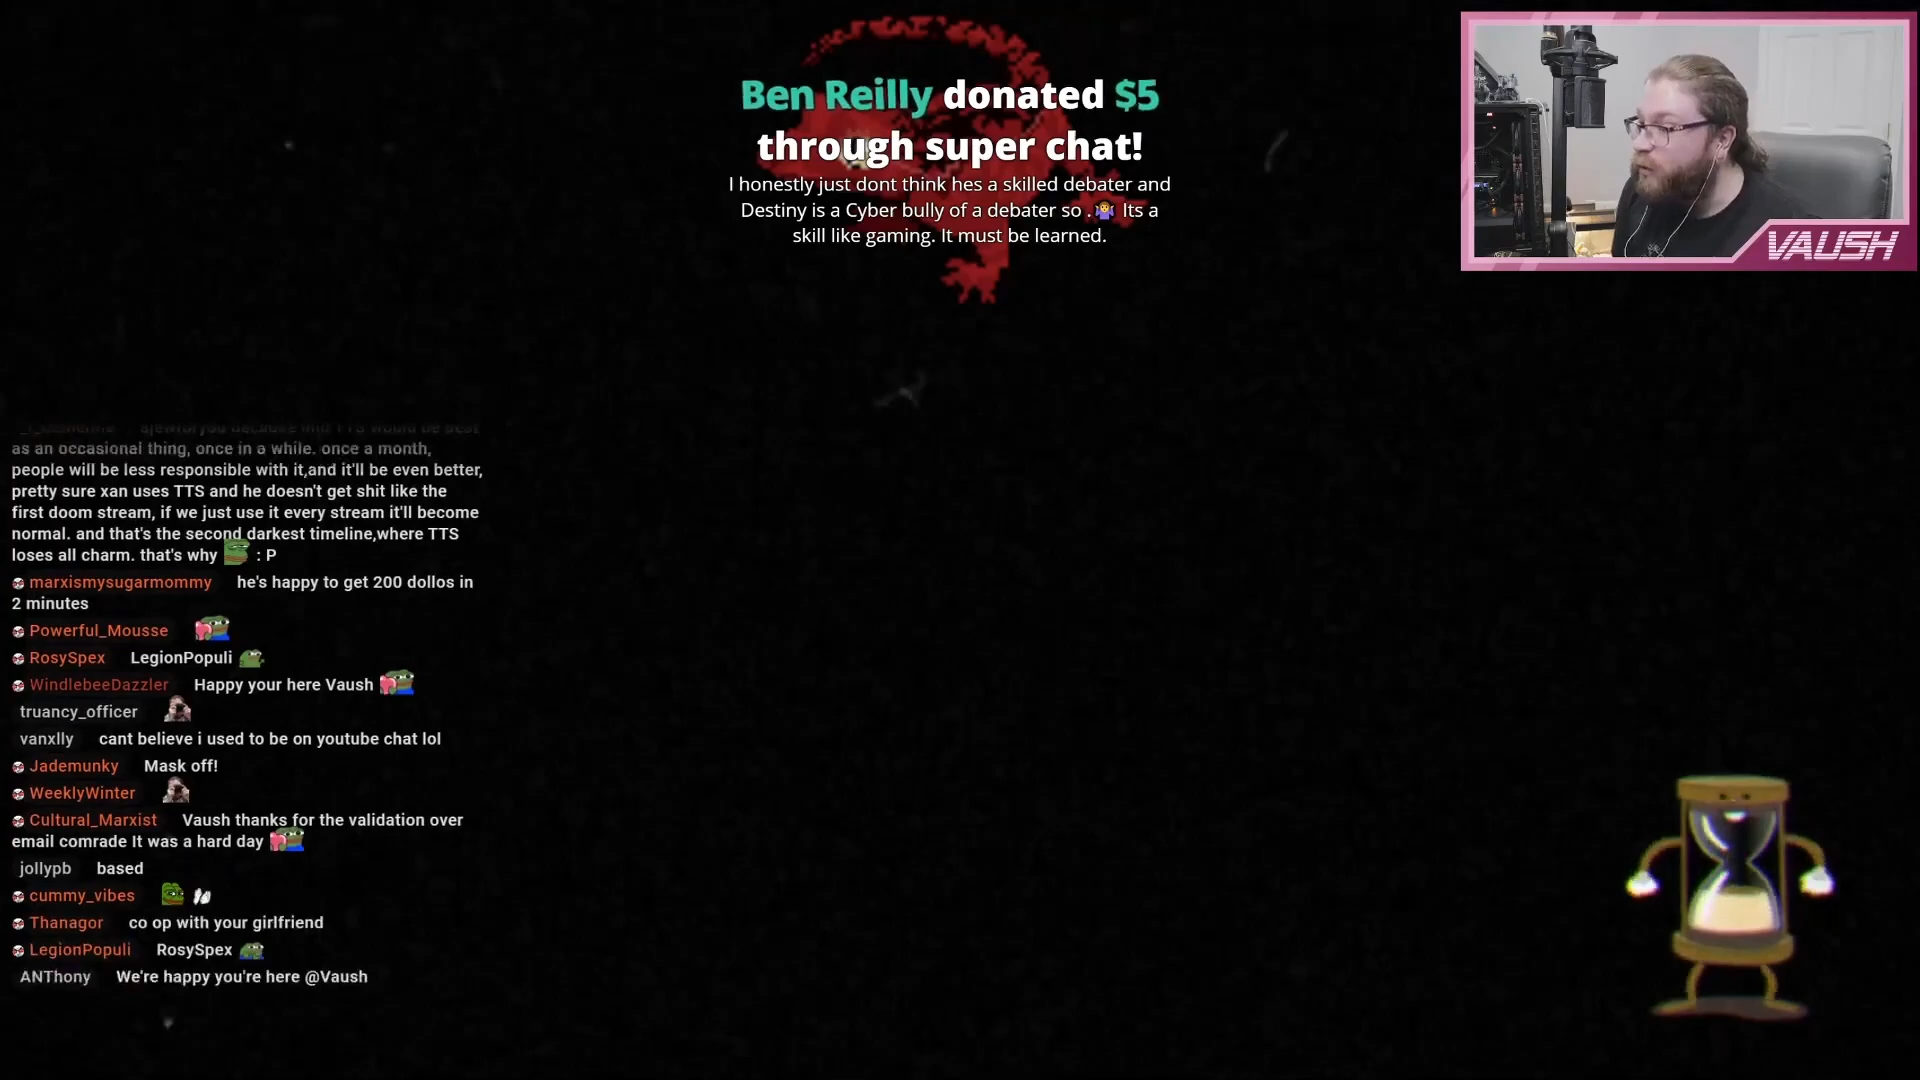 Ben Reilly donated $5
through super chat!
I honestly just dont think hes a skilled debater and
Destiny is a Cyber bully of a debater so . Its a
skill like gaming. It must be learned.
VAUSH
because
TTS would be best
as an occasional thing, once in a while. once a month,
people will be less responsible with it,and it'll be even better,
pretty sure xan uses TTS and he doesn't get shit like the
first doom stream, if we just use it every stream it'll become
normal. and that's the second darkest timeline,where TTS
loses all charm. that's why : P
marxismysugarmommy he's happy to get 200 dollos in
2 minutes
Powerful_Mousse
RosySpex LegionPopuli
WindlebeeDazzler Happy your here Vaush
truancy_officer
vanxlly cant believe i used to be on youtube chat lol
Jademunky Mask off!
WeeklyWinter
Cultural_Marxist Vaush thanks for the validation over
email comrade It was a hard day
jollypb based
cummy_vibes
Thanagor co op with your girlfriend
LegionPopuli RosySpex
ANThony We're happy you're here @Vaush